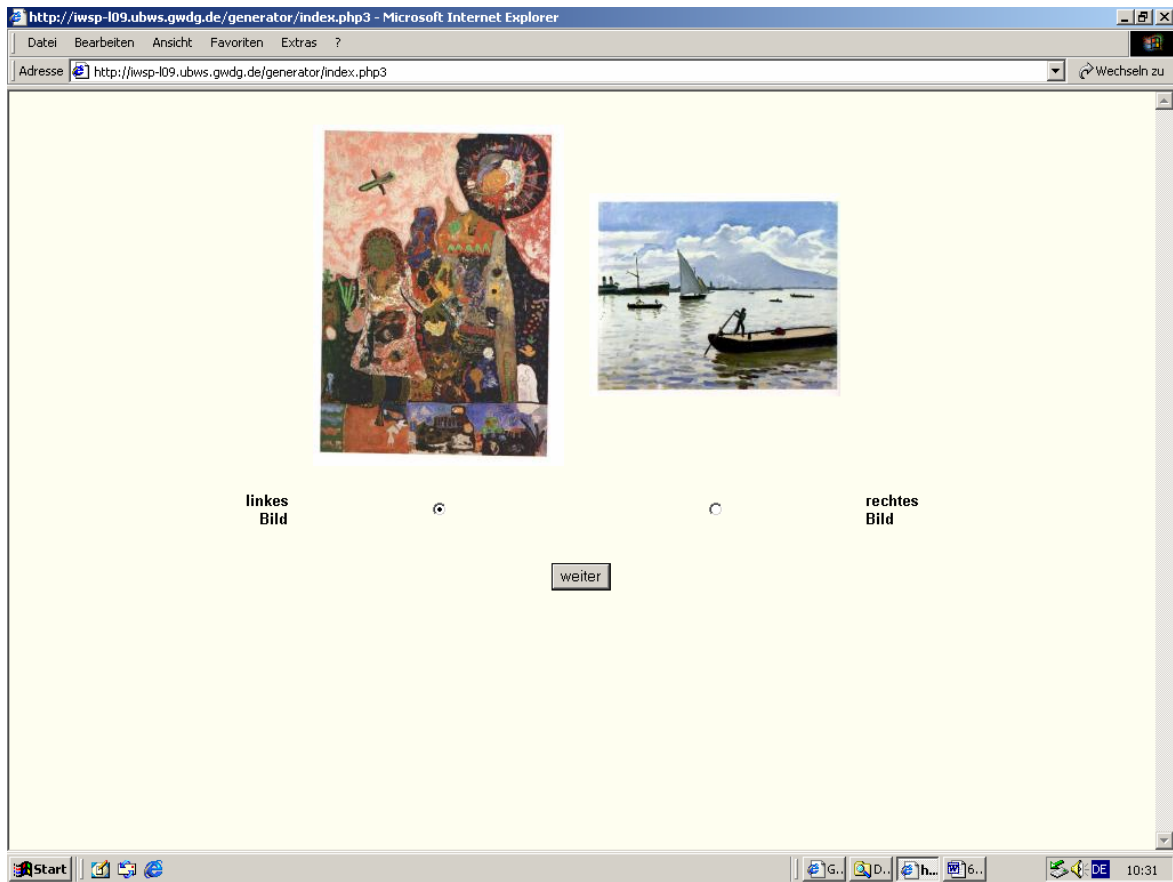 http://iwsp-l09.ubws.gwdg.de/generator/index.php3 - Microsoft Internet Explorer
Datei Bearbeiten Ansicht Favoriten Extras ?
Adresse http://iwsp-l09.ubws.gwdg.de/generator/index.php3 Wechseln zu
linkes
Bild
rechtes
Bild
weiter
Start G.. D.. h... 6.. DE 10:31